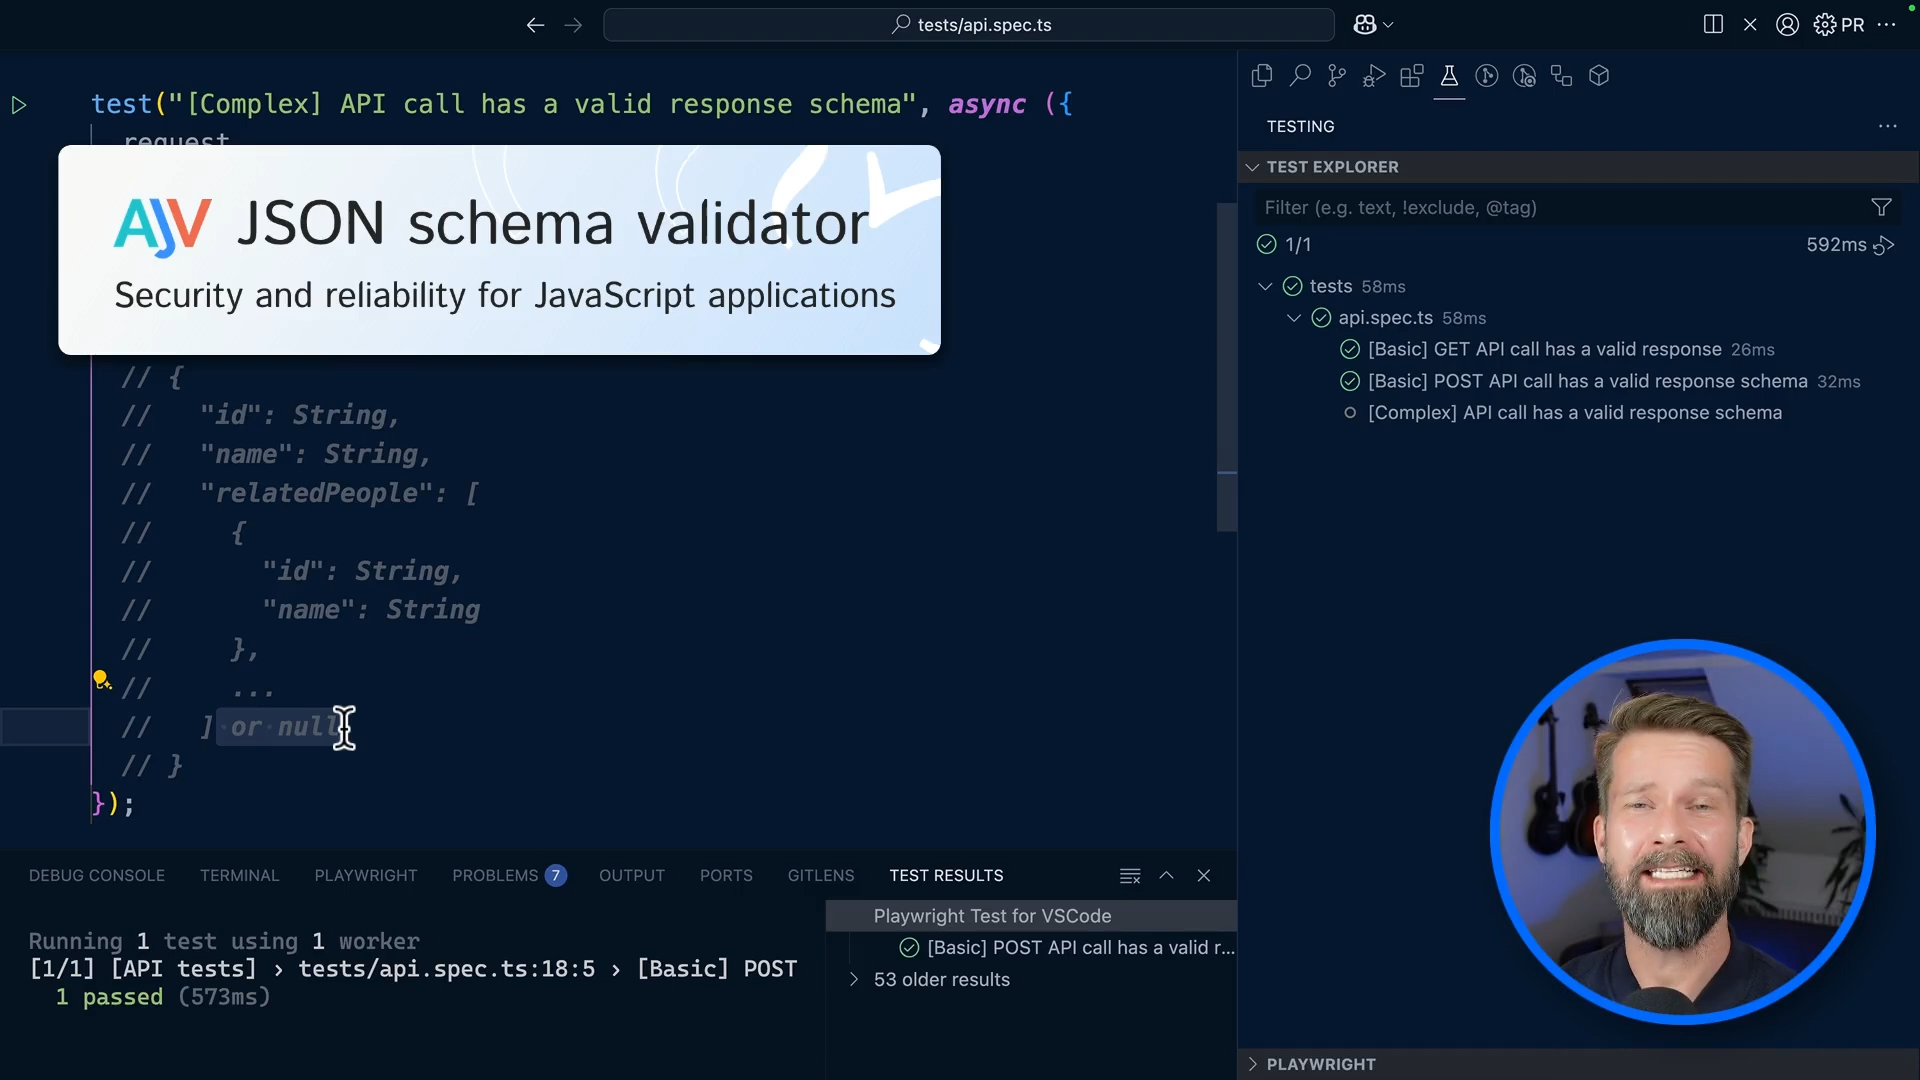 tests/api.spec.ts
PR
test("[Complex] API call has a valid response schema", async ({
request
AJV JSON schema validator
Security and reliability for JavaScript applications
// {
// "id": String,
// "name": String,
// "relatedPeople": [
// {
// "id": String,
// "name": String
// },
// ...
// ] or null
// }
});
TESTING
TEST EXPLORER
Filter (e.g. text, !exclude, @tag)
1/1 592ms
tests 58ms
api.spec.ts 58ms
[Basic] GET API call has a valid response 26ms
[Basic] POST API call has a valid response schema 32ms
[Complex] API call has a valid response schema
DEBUG CONSOLE TERMINAL PLAYWRIGHT PROBLEMS 7 OUTPUT PORTS GITLENS TEST RESULTS
Running 1 test using 1 worker
[1/1] [API tests] › tests/api.spec.ts:18:5 › [Basic] POST
1 passed (573ms)
Playwright Test for VSCode
[Basic] POST API call has a valid r...
53 older results
PLAYWRIGHT